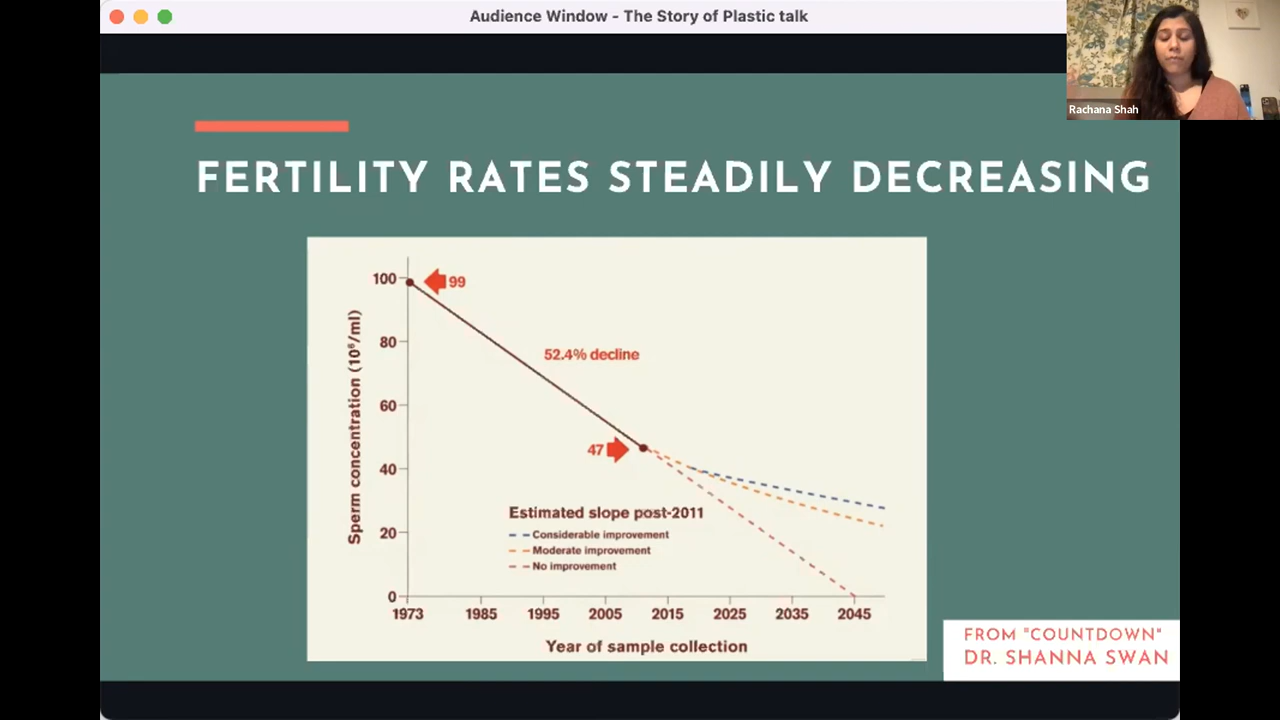 Audience Window - The Story of Plastic talk
Rachana Shah
FERTILITY RATES STEADILY DECREASING
100
99
80
52.4% decline
60
47
40
Sperm concentration (10⁶/ml)
Estimated slope post-2011
Considerable improvement
Moderate improvement
No improvement
20
0
1973 1985 1995 2005 2015 2025 2035 2045
Year of sample collection
FROM "COUNTDOWN"
DR. SHANNA SWAN